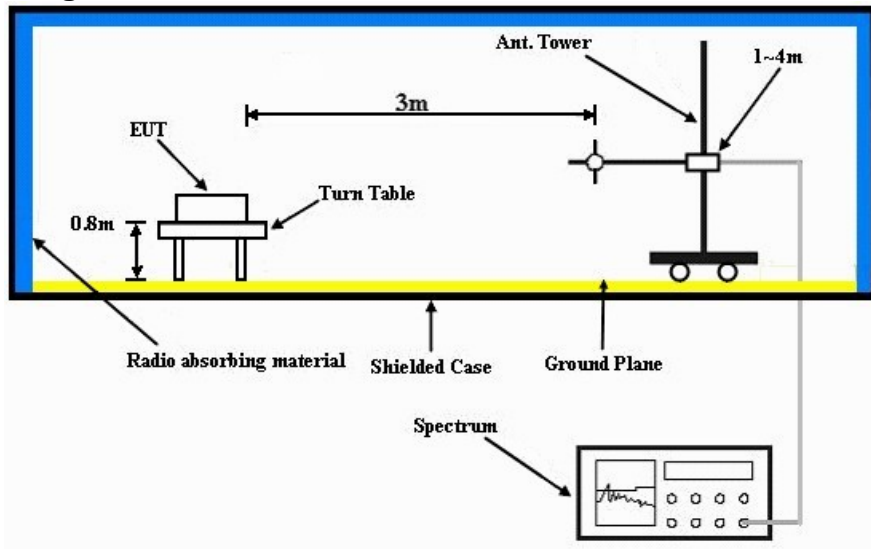 Ant. Tower
1~4m
3m
EUT
Turn Table
0.8m
Radio absorbing material
Shielded Case
Ground Plane
Spectrum